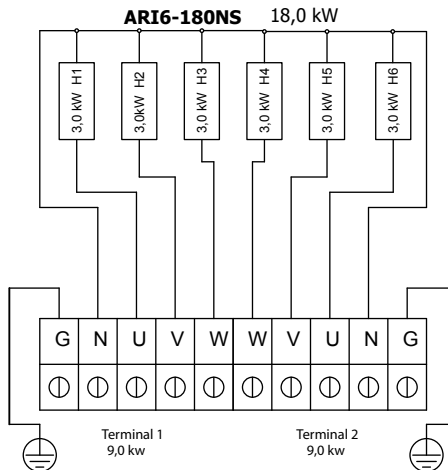 ARI6-180NS 18,0 kW
3,0 kW H1
3,0kW H2
3,0 kW H3
3,0 kW H4
3,0 kW H5
3,0 kW H6
G N U V W W V U N G
Terminal 1
9,0 kw
Terminal 2
9,0 kw